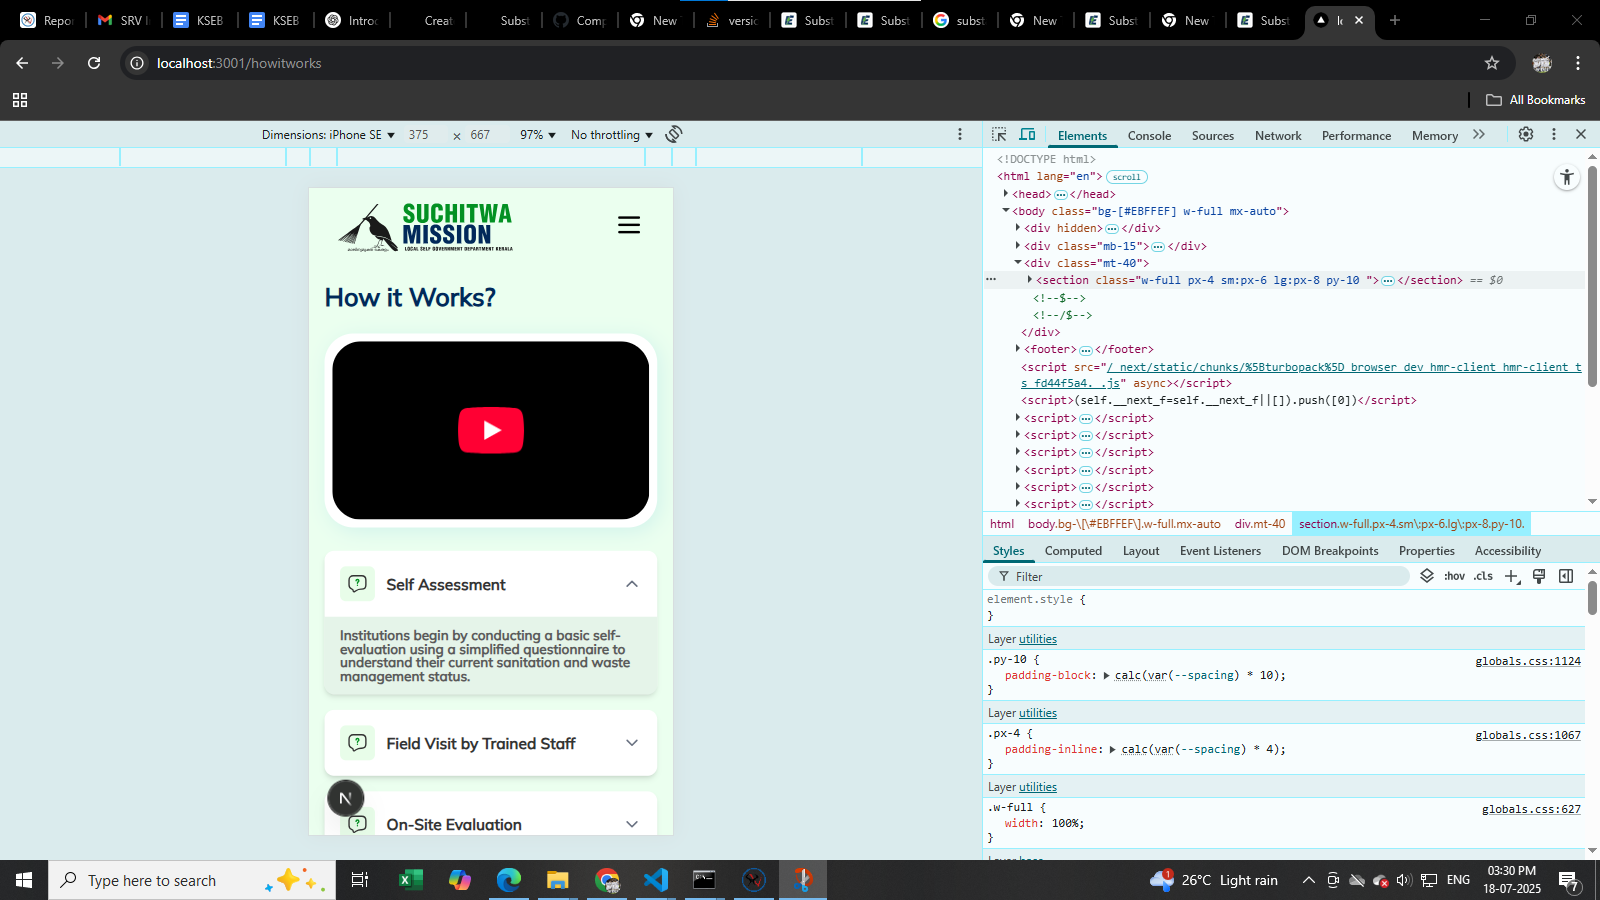 Repor
SRV I
KSEB
KSEB
Introd
Creat
Subst
Comp
New T
versio
Subst
Subst
subst
New
Subst
New T
Subst
lo
localhost:3001/howitworks
All Bookmarks
Dimensions: iPhone SE 375 × 667 97% No throttling
Elements Console Sources Network Performance Memory
SUCHITWA
MISSION
LOCAL SELF GOVERNMENT DEPARTMENT KERALA
How it Works?
Self Assessment
Institutions begin by conducting a basic self-
evaluation using a simplified questionnaire to
understand their current sanitation and waste
management status.
Field Visit by Trained Staff
N
On-Site Evaluation
<!DOCTYPE html>
<html lang="en"> scroll
<head>…</head>
<body class="bg-[#EBFFEF] w-full mx-auto">
<div hidden>…</div>
<div class="mb-15">…</div>
<div class="mt-40">
<section class="w-full px-4 sm:px-6 lg:px-8 py-10 ">…</section> == $0
<!--$-->
<!--/$-->
</div>
<footer>…</footer>
<script src="/_next/static/chunks/%5Bturbopack%5D_browser_dev_hmr-client_hmr-client_t
s_fd44f5a4._.js" async></script>
<script>(self.__next_f=self.__next_f||[]).push([0])</script>
<script>…</script>
<script>…</script>
<script>…</script>
<script>…</script>
<script>…</script>
<script>…</script>
html body.bg-\[\#EBFFEF\].w-full.mx-auto div.mt-40 section.w-full.px-4.sm\:px-6.lg\:px-8.py-10.
Styles Computed Layout Event Listeners DOM Breakpoints Properties Accessibility
Filter :hov .cls
element.style {
}
Layer utilities
.py-10 { globals.css:1124
padding-block: calc(var(--spacing) * 10);
}
Layer utilities
.px-4 { globals.css:1067
padding-inline: calc(var(--spacing) * 4);
}
Layer utilities
.w-full { globals.css:627
width: 100%;
}
Layer base
Type here to search
1
26°C Light rain
ENG
03:30 PM
18-07-2025
7